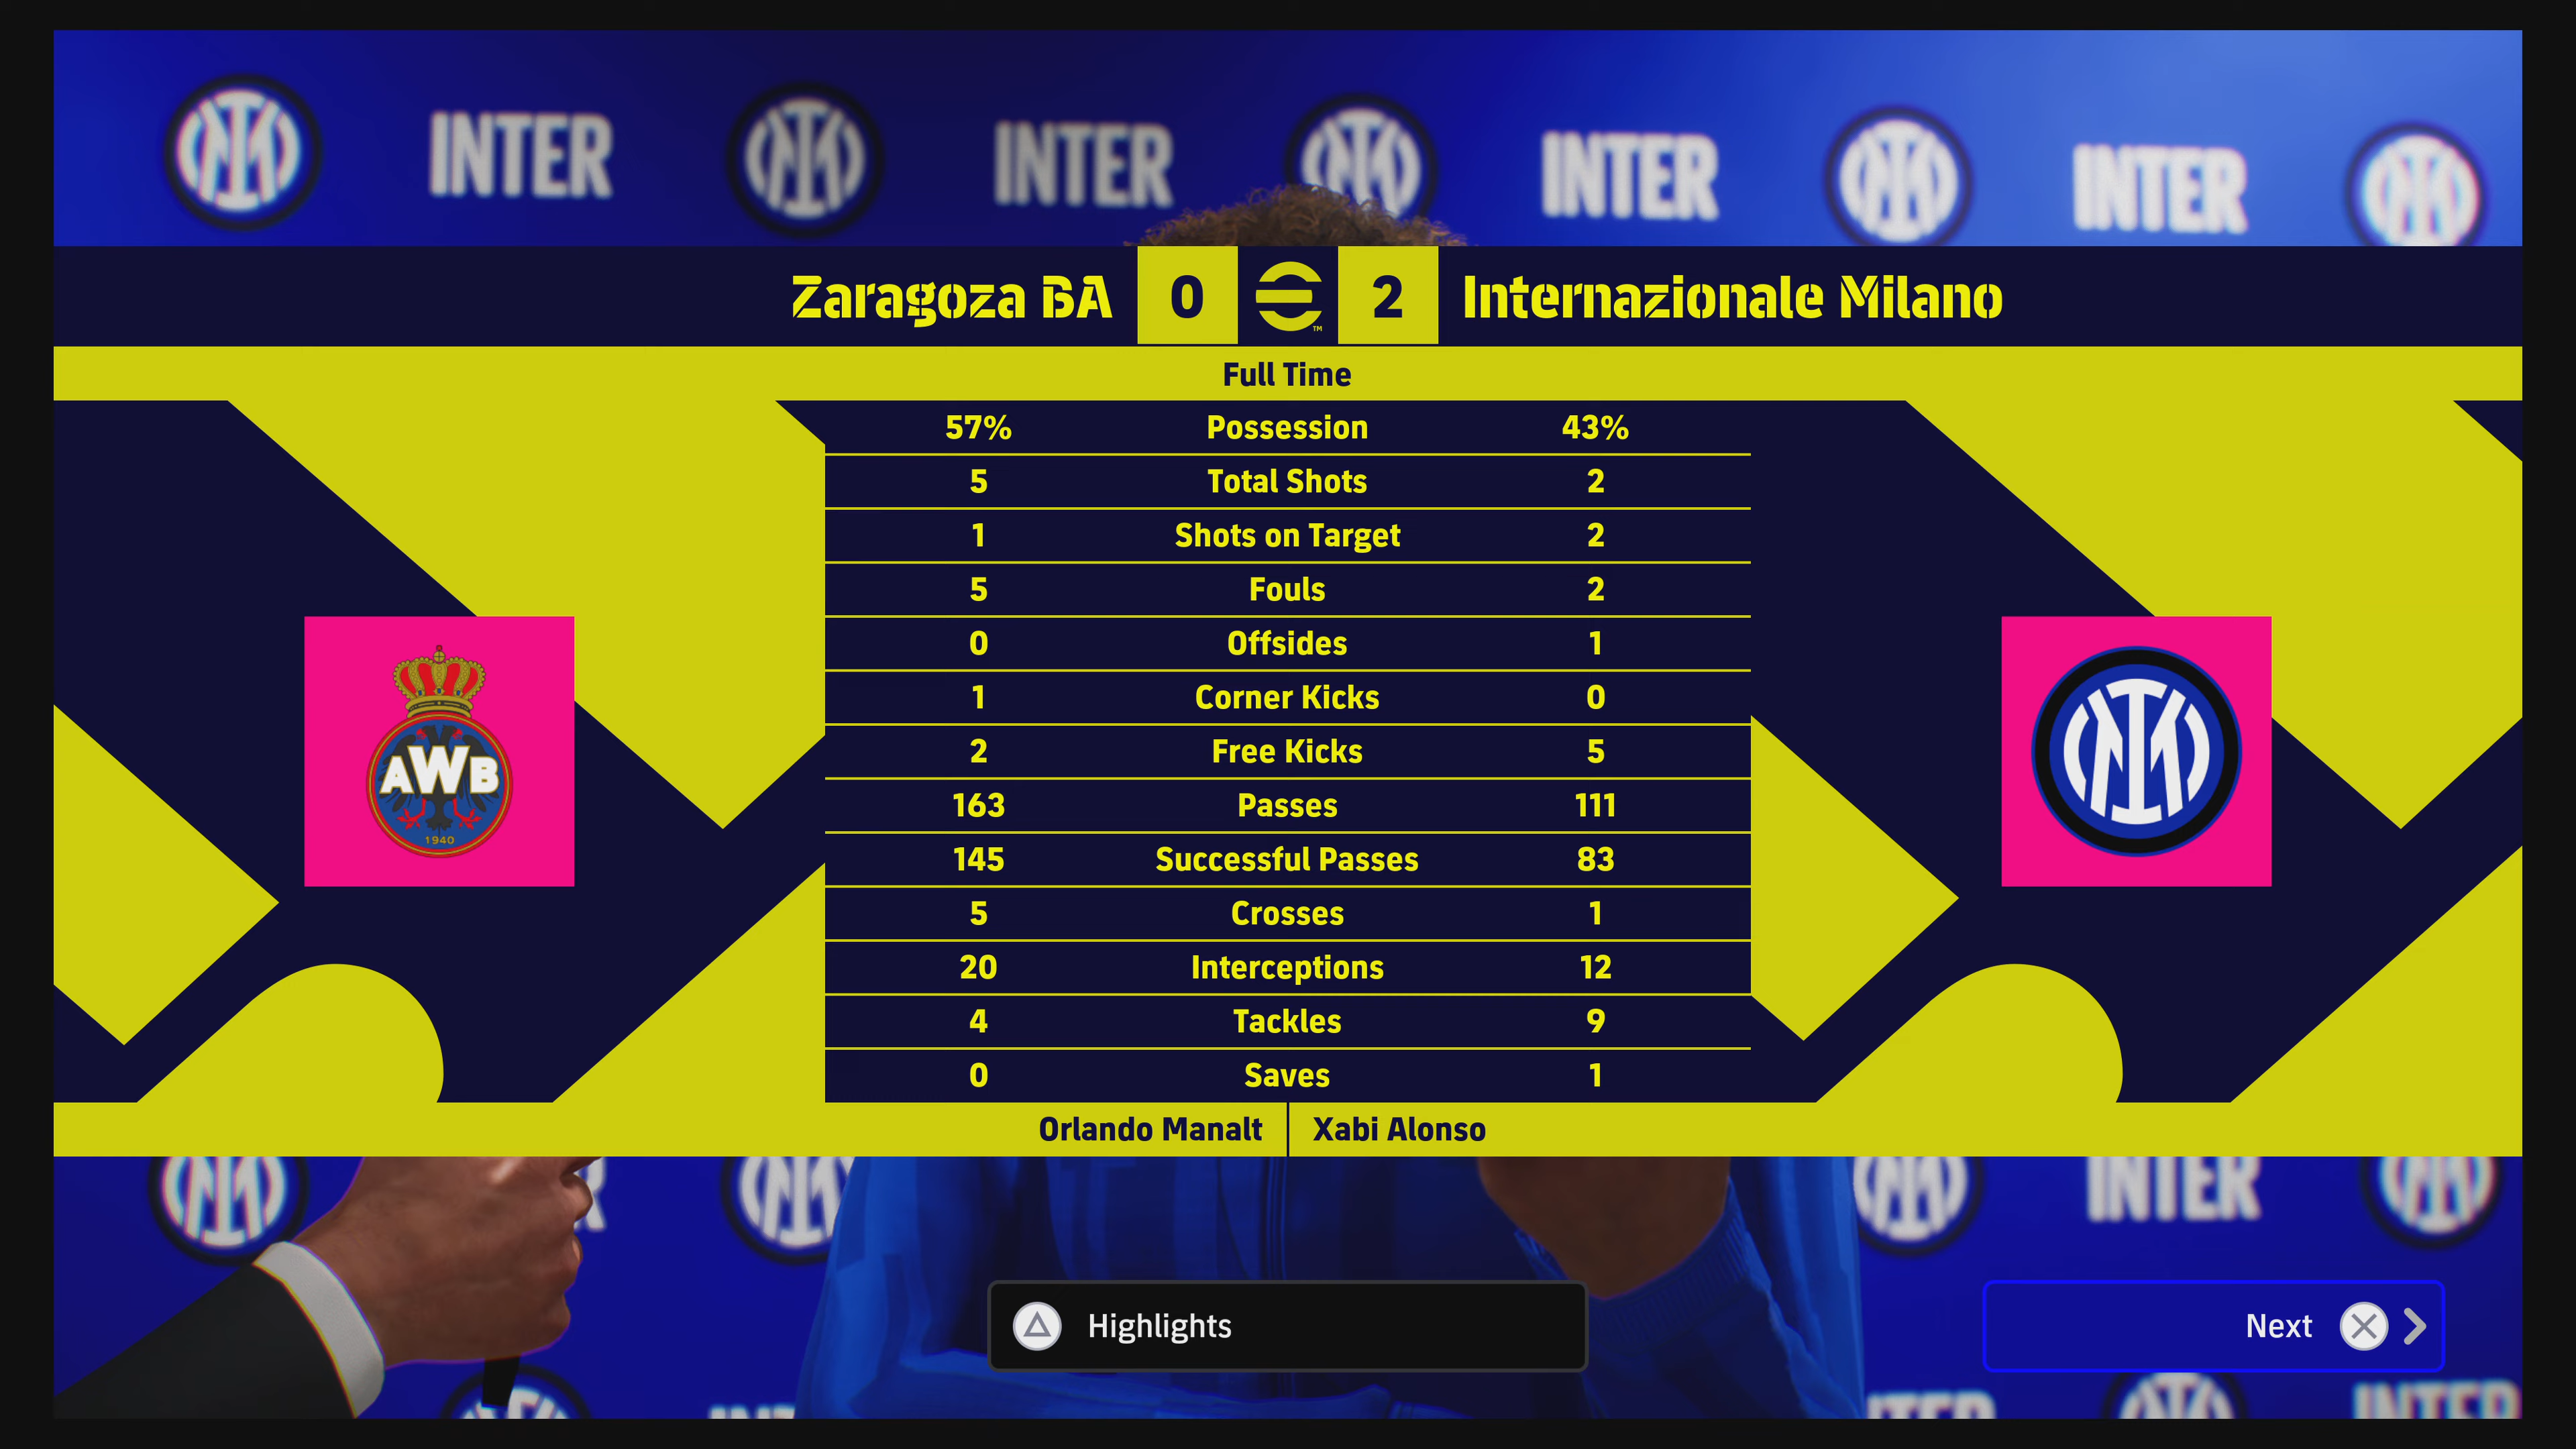 INTER INTER INTER INTER
Zaragoza BA 0 2 Internazionale Milano
TM
Full Time
57% Possession 43%
5 Total Shots 2
1 Shots on Target 2
5 Fouls 2
0 Offsides 1
1 Corner Kicks 0
2 Free Kicks 5
163 Passes 111
145 Successful Passes 83
5 Crosses 1
20 Interceptions 12
4 Tackles 9
0 Saves 1
AWB
1940
Orlando Manalt Xabi Alonso
INTER
Highlights
Next
INTER